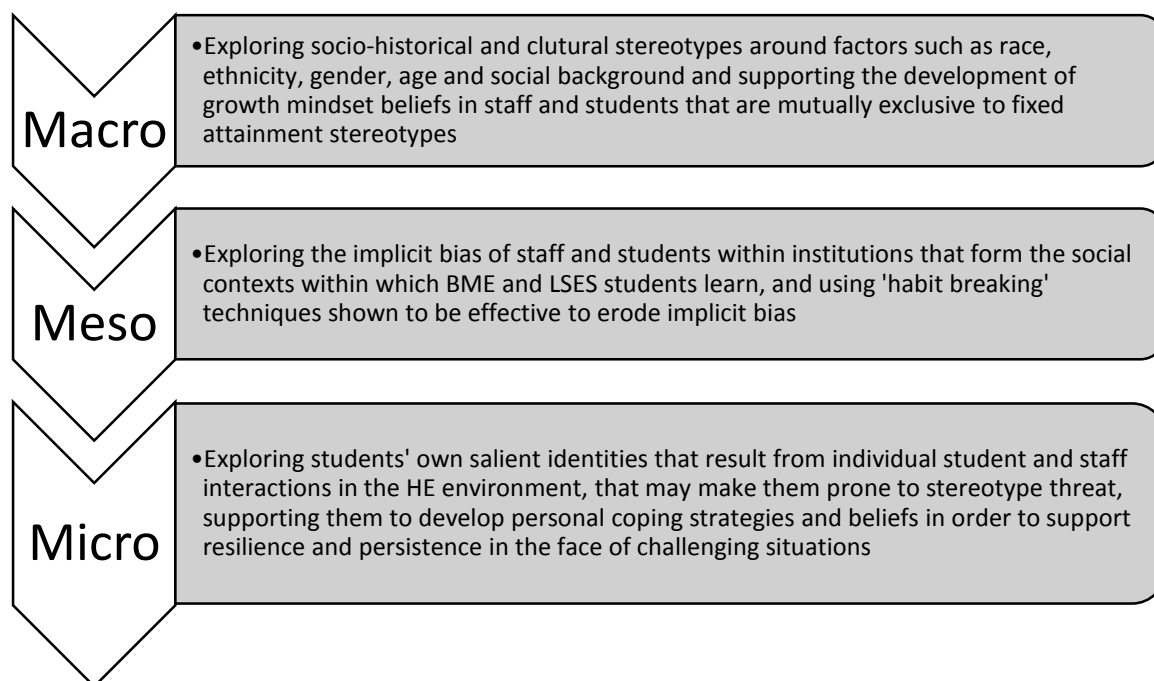 Macro
•Exploring socio-historical and clutural stereotypes around factors such as race,
ethnicity, gender, age and social background and supporting the development of
growth mindset beliefs in staff and students that are mutually exclusive to fixed
attainment stereotypes
Meso
•Exploring the implicit bias of staff and students within institutions that form the social
contexts within which BME and LSES students learn, and using 'habit breaking'
techniques shown to be effective to erode implicit bias
Micro
•Exploring students' own salient identities that result from individual student and staff
interactions in the HE environment, that may make them prone to stereotype threat,
supporting them to develop personal coping strategies and beliefs in order to support
resilience and persistence in the face of challenging situations